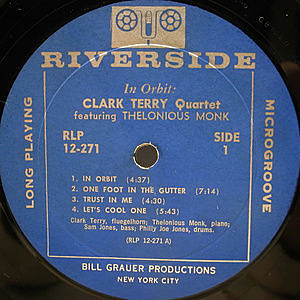 RIVERSIDE
In Orbit:
CLARK TERRY Quartet
featuring THELONIOUS MONK
LONG PLAYING
MICROGROOVE
RLP
12-271
SIDE
1
1. IN ORBIT (4:37)
2. ONE FOOT IN THE GUTTER (7:14)
3. TRUST IN ME (4:30)
4. LET'S COOL ONE (5:43)
Clark Terry, fluegelhorn; Thelonious Monk, piano;
Sam Jones, bass; Philly Joe Jones, drums.
(RLP 12-271 A)
BILL GRAUER PRODUCTIONS
NEW YORK CITY